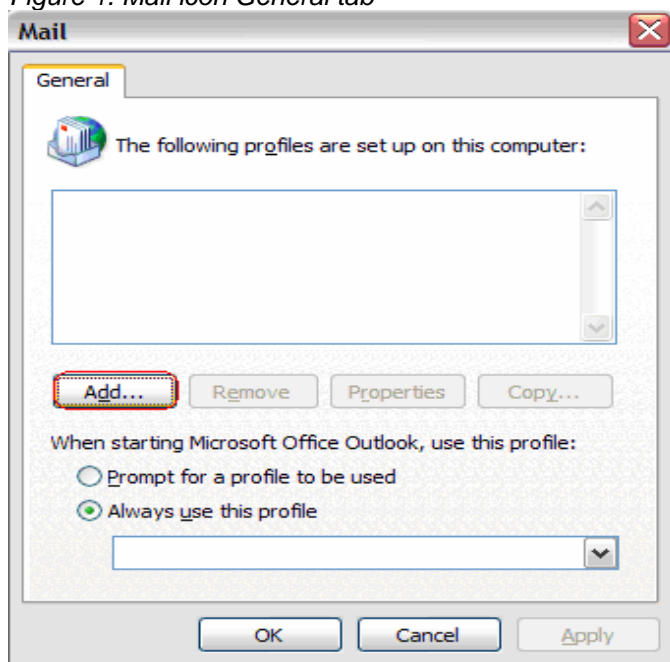 Figure 1: Mail icon General tab
Mail
General
The following profiles are set up on this computer:
Add... Remove Properties Copy...
When starting Microsoft Office Outlook, use this profile:
Prompt for a profile to be used
Always use this profile
OK Cancel Apply